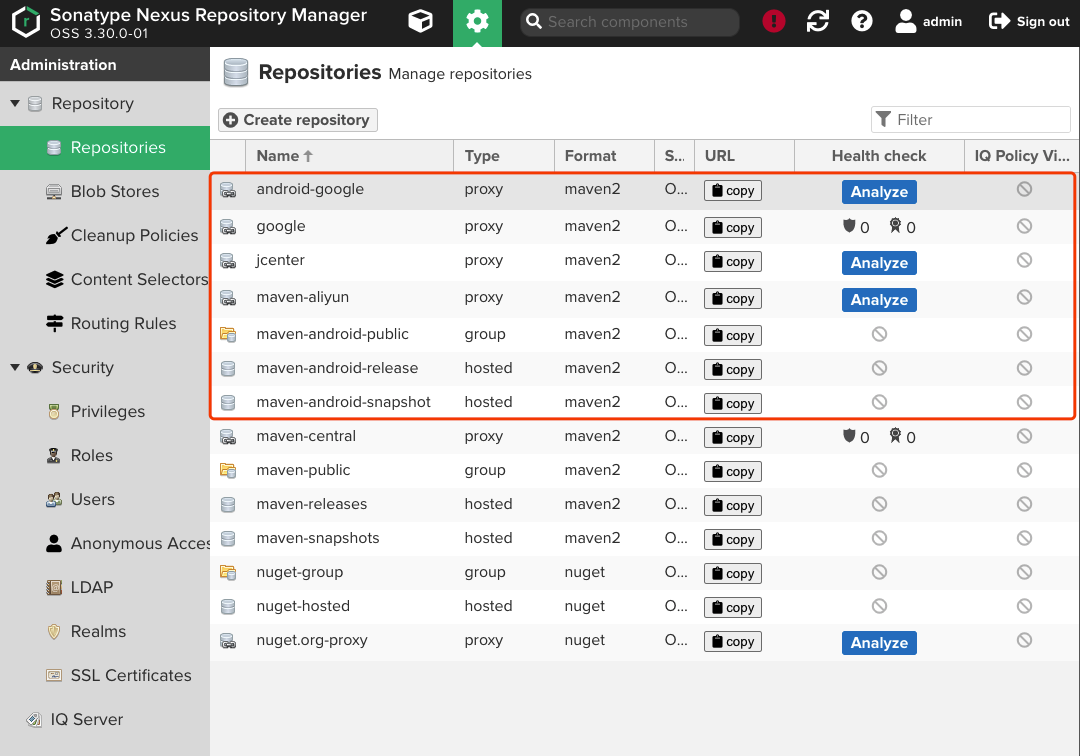 Sonatype Nexus Repository Manager
OSS 3.30.0-01
Search components
admin
Sign out
Administration
Repository
Repositories
Blob Stores
Cleanup Policies
Content Selectors
Routing Rules
Security
Privileges
Roles
Users
Anonymous Acces
LDAP
Realms
SSL Certificates
IQ Server
Repositories Manage repositories
Create repository
Filter
Name Type Format S... URL Health check IQ Policy Vi...
android-google proxy maven2 O... copy Analyze
google proxy maven2 O... copy 0 0
jcenter proxy maven2 O... copy Analyze
maven-aliyun proxy maven2 O... copy Analyze
maven-android-public group maven2 O... copy
maven-android-release hosted maven2 O... copy
maven-android-snapshot hosted maven2 O... copy
maven-central proxy maven2 O... copy 0 0
maven-public group maven2 O... copy
maven-releases hosted maven2 O... copy
maven-snapshots hosted maven2 O... copy
nuget-group group nuget O... copy
nuget-hosted hosted nuget O... copy
nuget.org-proxy proxy nuget O... copy Analyze